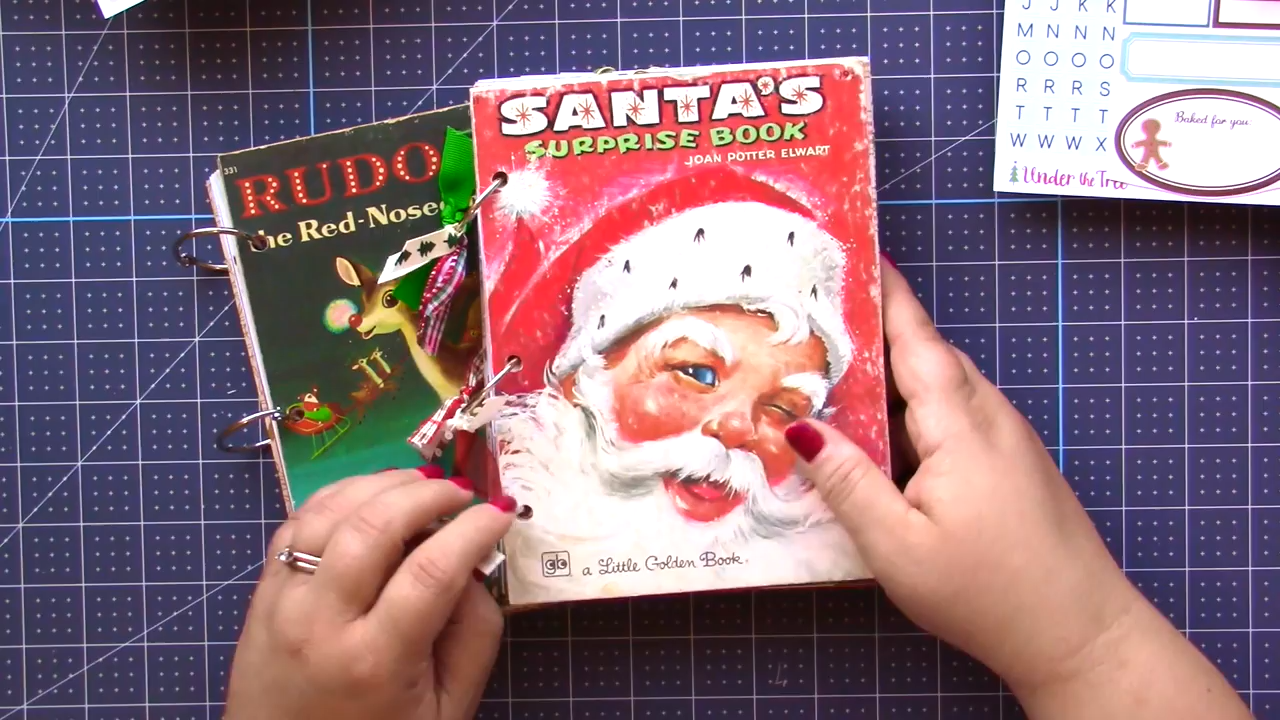 331
RUDO
the Red-Nose
SANTA'S
SURPRISE BOOK
JOAN POTTER ELWART
gb
a Little Golden Book
J J K K
M N N N
O O O O
R R R S
T T T T
W W W X
Under the Tree
Baked for you